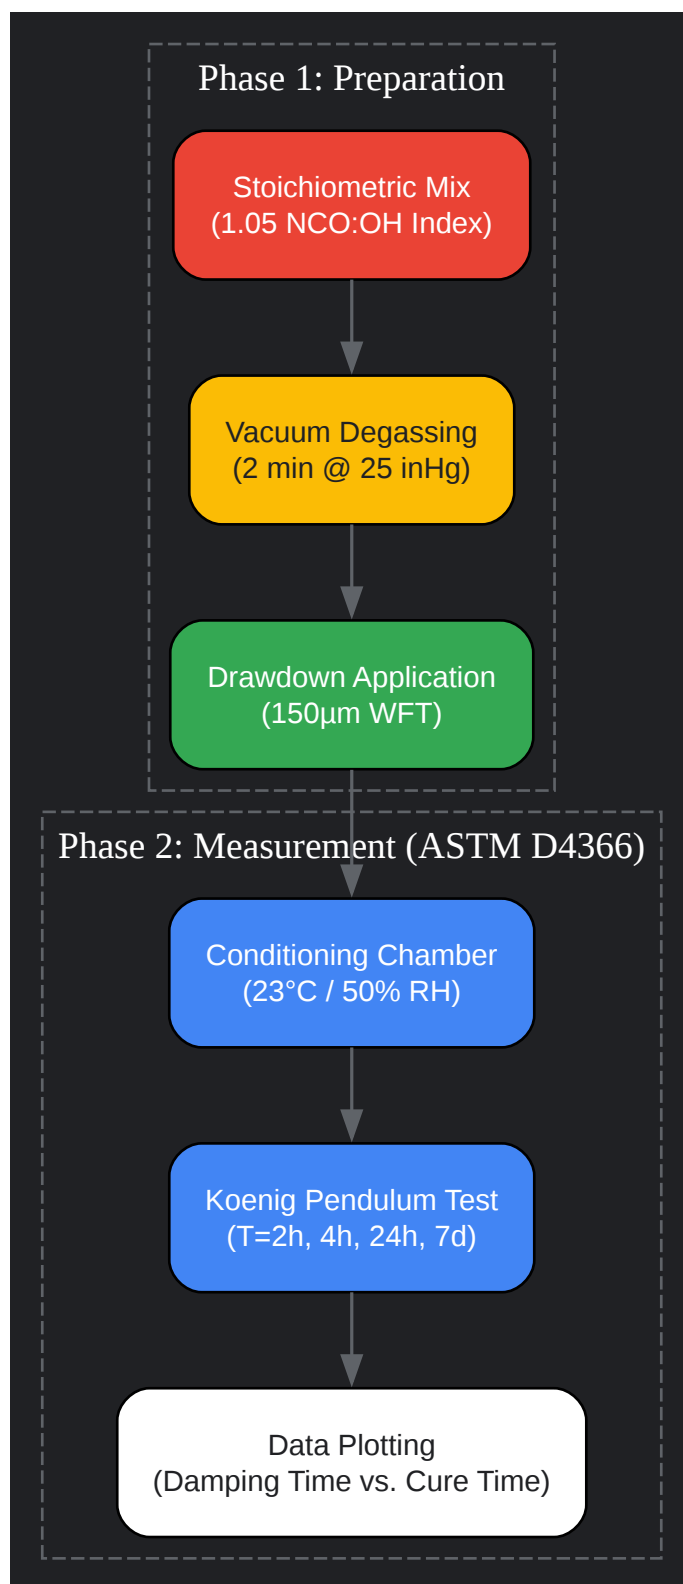 Phase 1: Preparation
Stoichiometric Mix
(1.05 NCO:OH Index)
Vacuum Degassing
(2 min @ 25 inHg)
Drawdown Application
(150µm WFT)
Phase 2: Measurement (ASTM D4366)
Conditioning Chamber
(23°C / 50% RH)
Koenig Pendulum Test
(T=2h, 4h, 24h, 7d)
Data Plotting
(Damping Time vs. Cure Time)